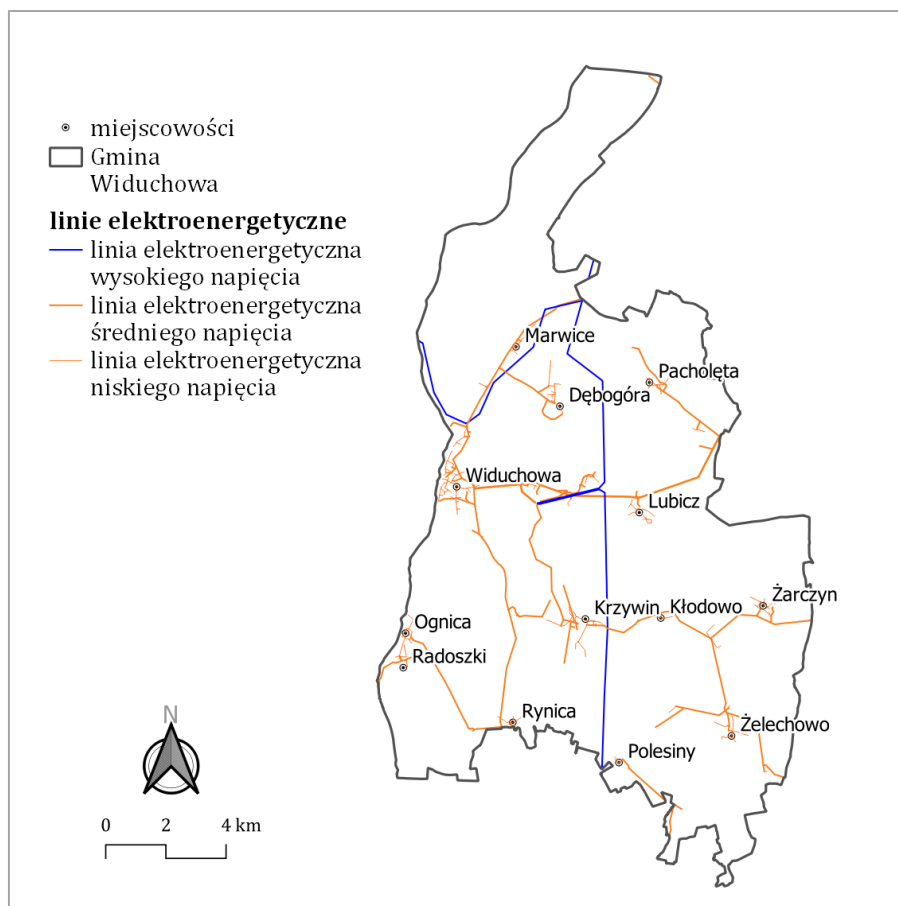 miejscowości
Gmina
Widuchowa
linie elektroenergetyczne
linia elektroenergetyczna
wysokiego napięcia
linia elektroenergetyczna
średniego napięcia
linia elektroenergetyczna
niskiego napięcia
Marwice
Pacholęta
Dębogóra
Widuchowa
Lubicz
Żarczyn
Krzywin
Kłodowo
Ognica
Radoszki
Rynica
Żelechowo
Polesiny
N
0 2 4 km